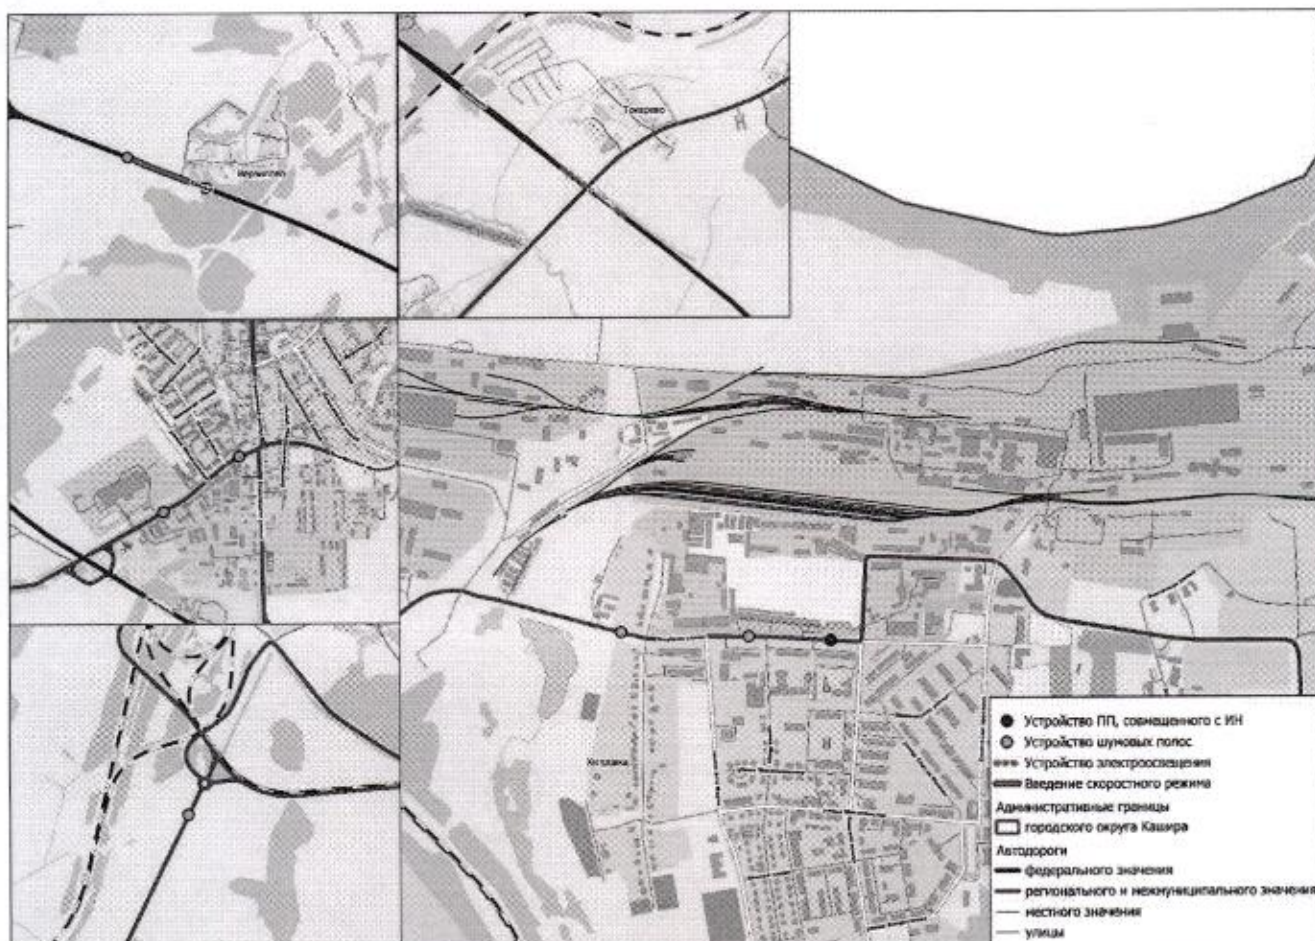 Токарево
Устройство ПП, совмещенного с ИН
Устройство шумовых полос
Устройство электроосвещения
Введение скоростного режима
Административные границы
городского округа Кашира
Автодороги
федерального значения
регионального и межмуниципального значения
местного значения
улицы